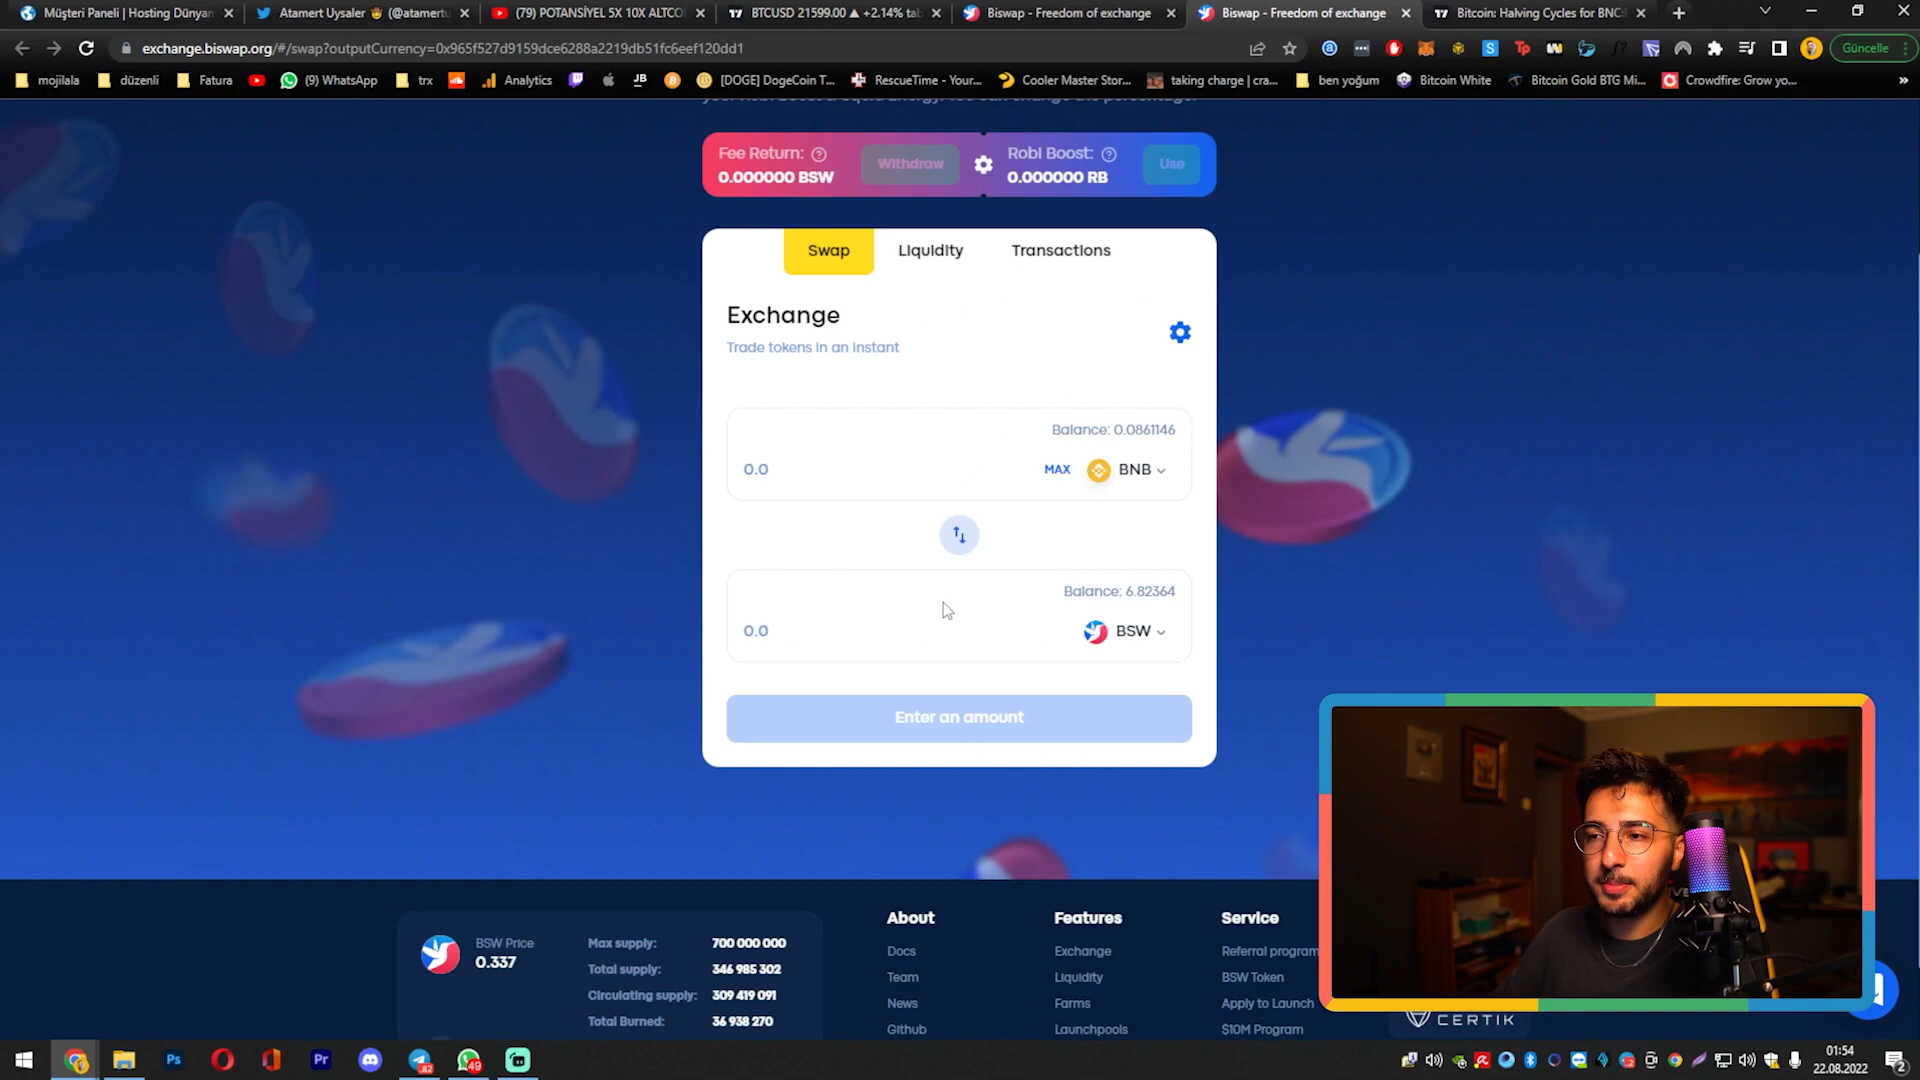 Müşteri Paneli | Hosting Dünyan
Atamert Uysaler
(@atamertu
(79) POTANSİYEL 5X 10X ALTCO
BTCUSD 21599.00 ▲ +2.14% tab
Biswap - Freedom of exchange
Biswap - Freedom of exchange
Bitcoin: Halving Cycles for BNC:
exchange.biswap.org/#/swap?outputCurrency=0x965f527d9159dce6288a2219db51fc6eef120dd1
Güncelle
mojilala
düzenli
Fatura
(9) WhatsApp
trx
Analytics
JB
[DOGE] DogeCoin T...
RescueTime - Your...
Cooler Master Stor...
taking charge | cra...
ben yoğum
Bitcoin White
Bitcoin Gold BTG Mi...
Crowdfire: Grow yo...
Fee Return:
0.000000 BSW
Withdraw
Robi Boost:
0.000000 RB
Use
Swap
Liquidity
Transactions
Exchange
Trade tokens in an instant
Balance: 0.0861146
0.0
MAX
BNB
Balance: 6.82364
0.0
BSW
Enter an amount
BSW Price
0.337
Max supply: 700 000 000
Total supply: 346 985 302
Circulating supply: 309 419 091
Total Burned: 36 938 270
About
Docs
Team
News
Github
Features
Exchange
Liquidity
Farms
Launchpools
Service
Referral program
BSW Token
Apply to Launch
$10M Program
CERTIK
Ps
Pr
82
49
01:54
22.08.2022
2